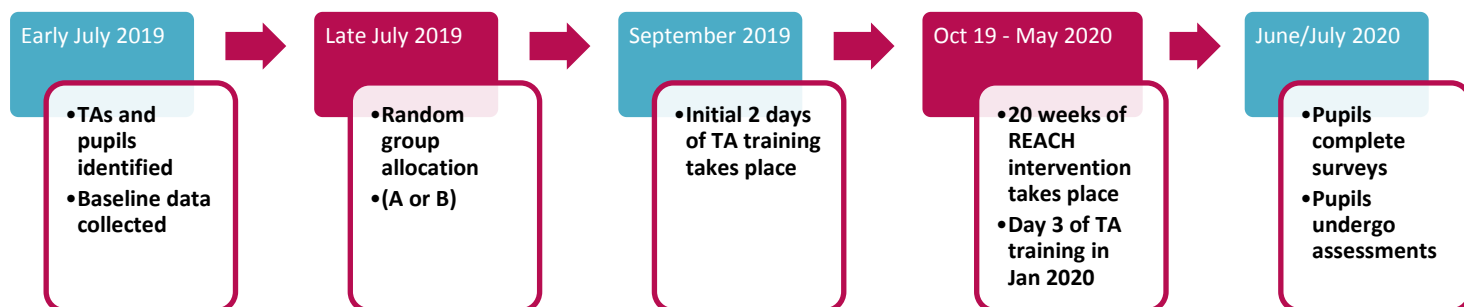 Early July 2019
•TAs and
pupils
identified
•Baseline data
collected
Late July 2019
•Random
group
allocation
•(A or B)
September 2019
•Initial 2 days
of TA training
takes place
Oct 19 - May 2020
•20 weeks of
REACH
intervention
takes place
•Day 3 of TA
training in
Jan 2020
June/July 2020
•Pupils
complete
surveys
•Pupils
undergo
assessments